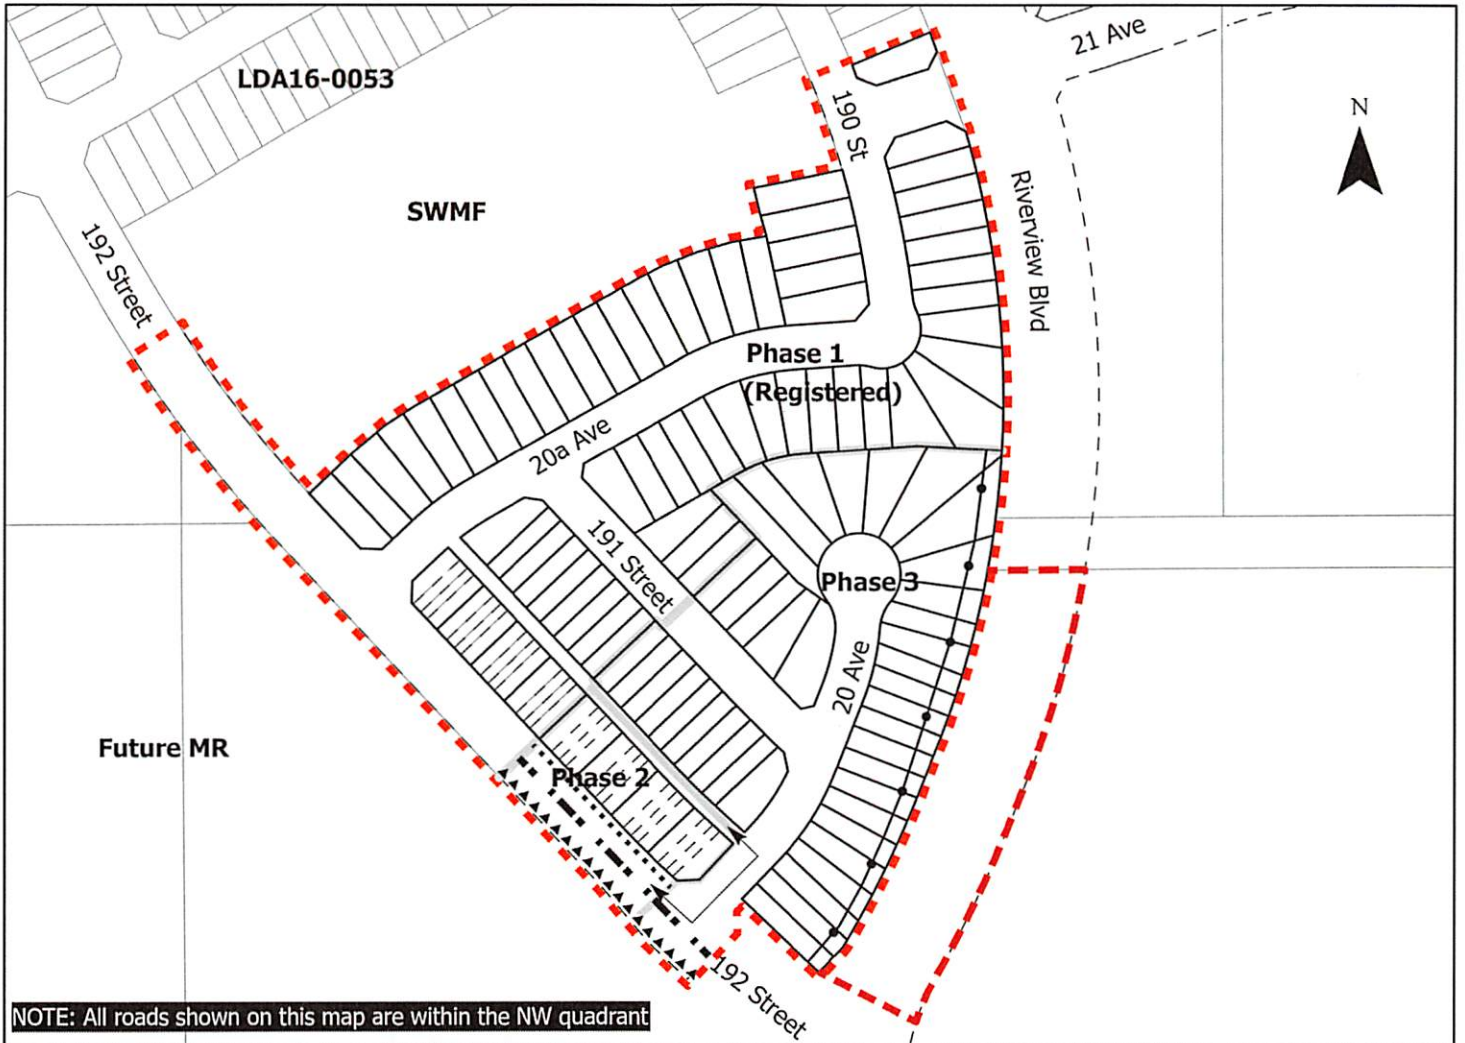 21 Ave
LDA16-0053
190 St
N
SWMF
Riverview Blvd
192 Street
Phase 1
(Registered)
20a Ave
191 Street
Phase 3
20 Ave
Future MR
Phase 2
192 Street
NOTE: All roads shown on this map are within the NW quadrant